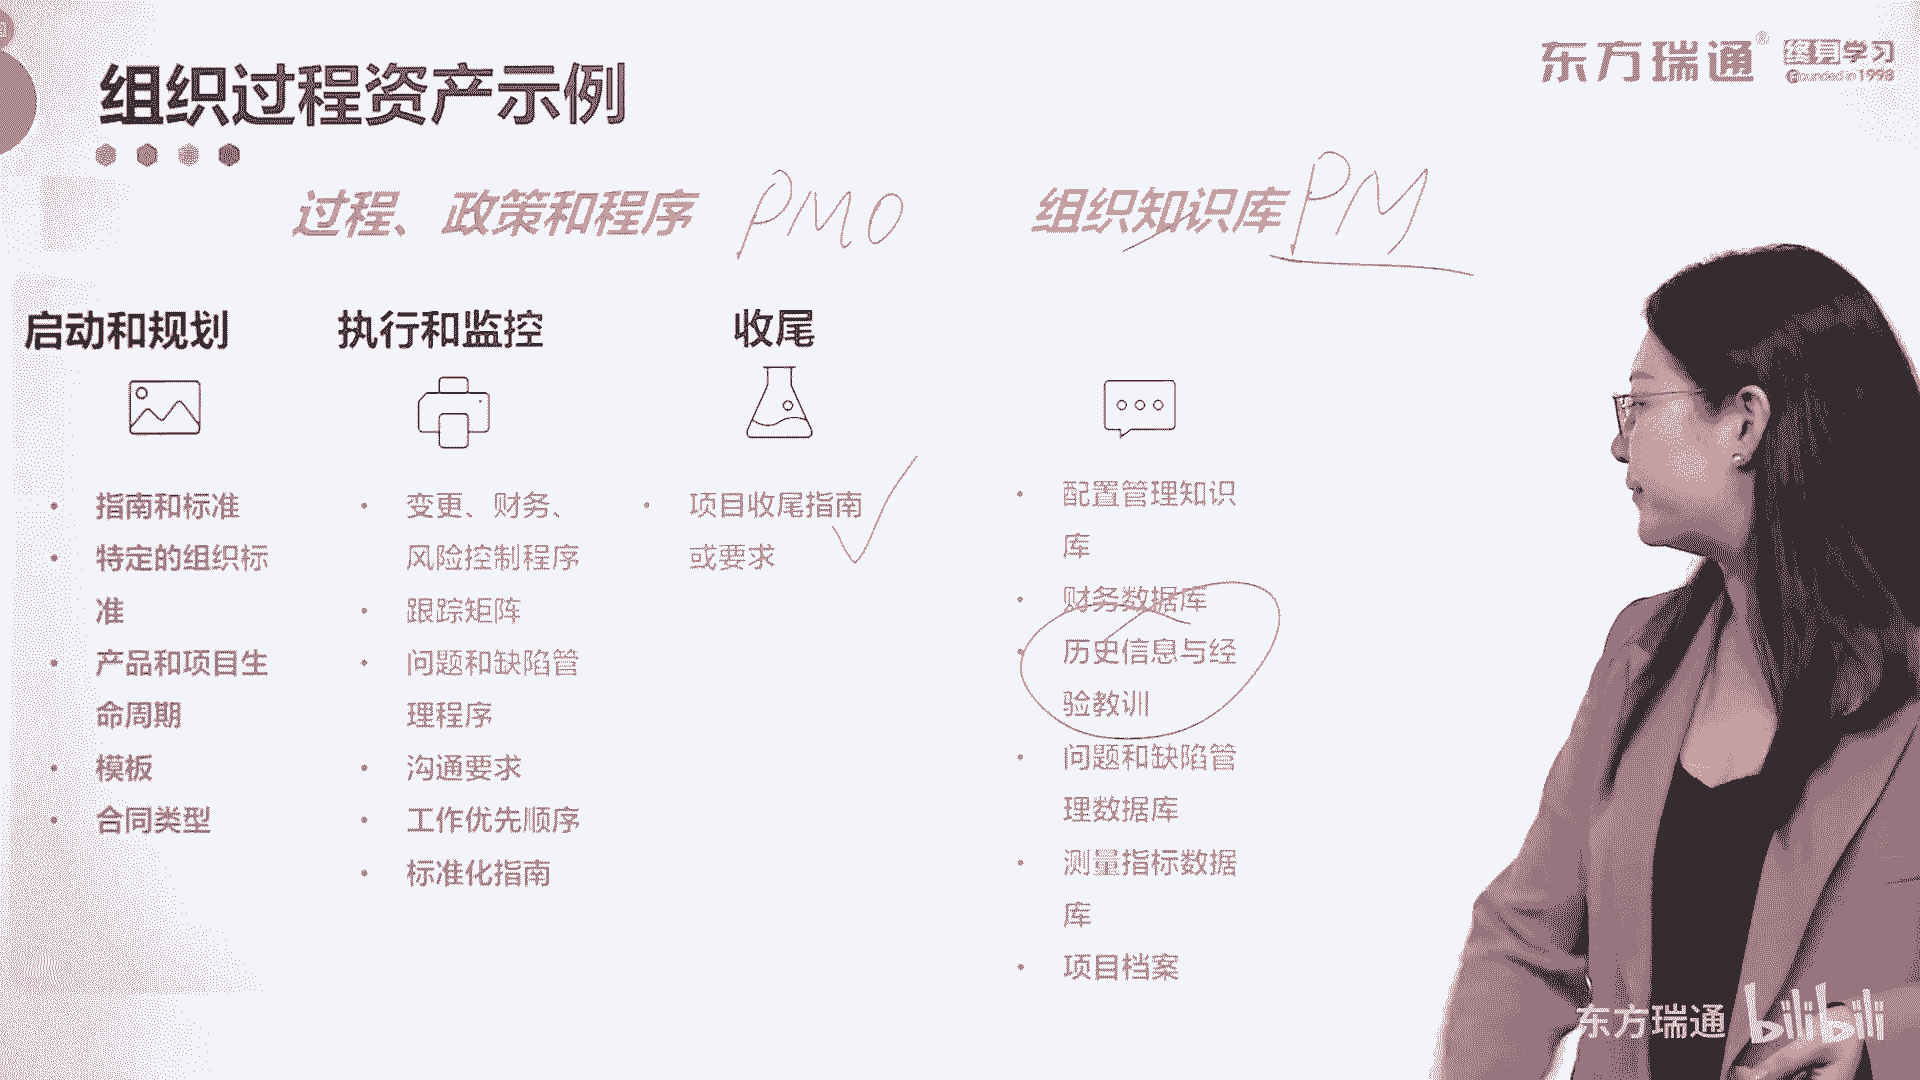 组织过程资产示例
东方瑞通®
终身学习
Founded in 1998
过程、政策和程序
PMO
组织知识库
PM
启动和规划
指南和标准
特定的组织标
准
产品和项目生
命周期
模板
合同类型
执行和监控
变更、财务、
风险控制程序
跟踪矩阵
问题和缺陷管
理程序
沟通要求
工作优先顺序
标准化指南
收尾
项目收尾指南
或要求
配置管理知识
库
财务数据库
历史信息与经
验教训
问题和缺陷管
理数据库
测量指标数据
库
项目档案
东方瑞通
bilibili